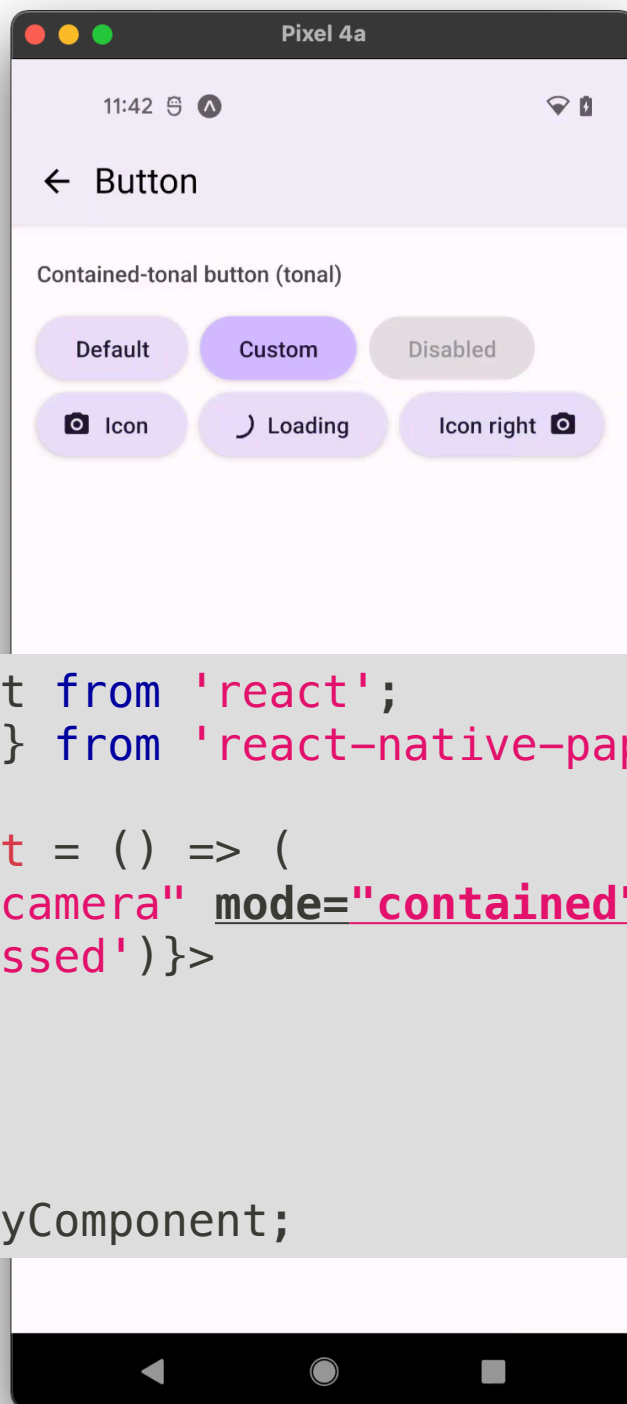 Pixel 4a
11:42
Button
Contained-tonal button (tonal)
Default Custom Disabled
Icon Loading Icon right
t from 'react';
} from 'react-native-pap
t = () => (
camera" mode="contained"
ssed')}>
yComponent;